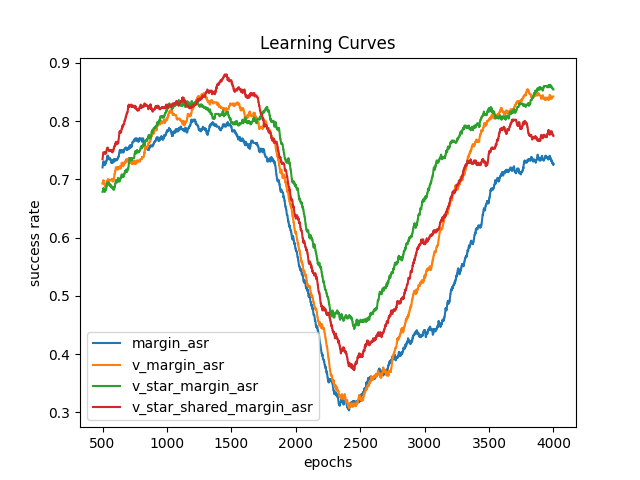 Learning Curves
success rate
0.9
0.8
0.7
0.6
0.5
0.4
0.3
margin_asr
v_margin_asr
v_star_margin_asr
v_star_shared_margin_asr
500 1000 1500 2000 2500 3000 3500 4000
epochs